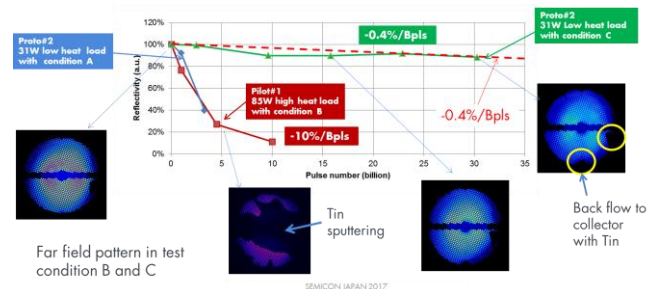 Proto#2
31W low heat load
with condition A
120%
100%
80%
60%
40%
20%
0%
Reflectivity (a.u.)
-0.4%/Bpls
Proto#2
31W Low heat load
with condition C
Pilot#1
85W high heat load
with condition B
-10%/Bpls
-0.4%/Bpls
0
5
10
15
20
25
30
35
Pulse number (billion)
Tin
sputtering
Back flow to
collector
with Tin
Far field pattern in test
condition B and C
SEMICON JAPAN 2017